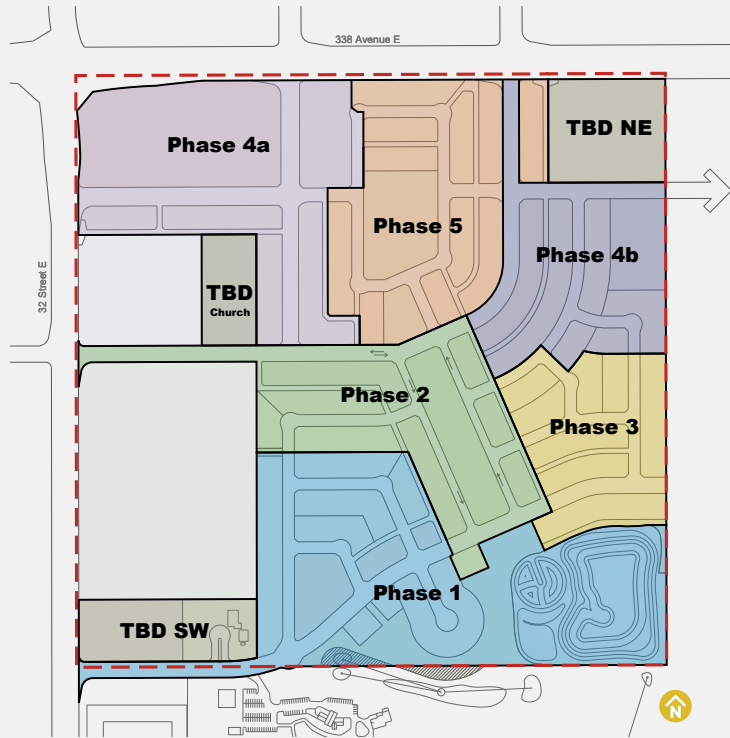 338 Avenue E
TBD NE
Phase 4a
Phase 5
Phase 4b
32 Street E
TBD
Church
Phase 2
Phase 3
Phase 1
TBD SW
N